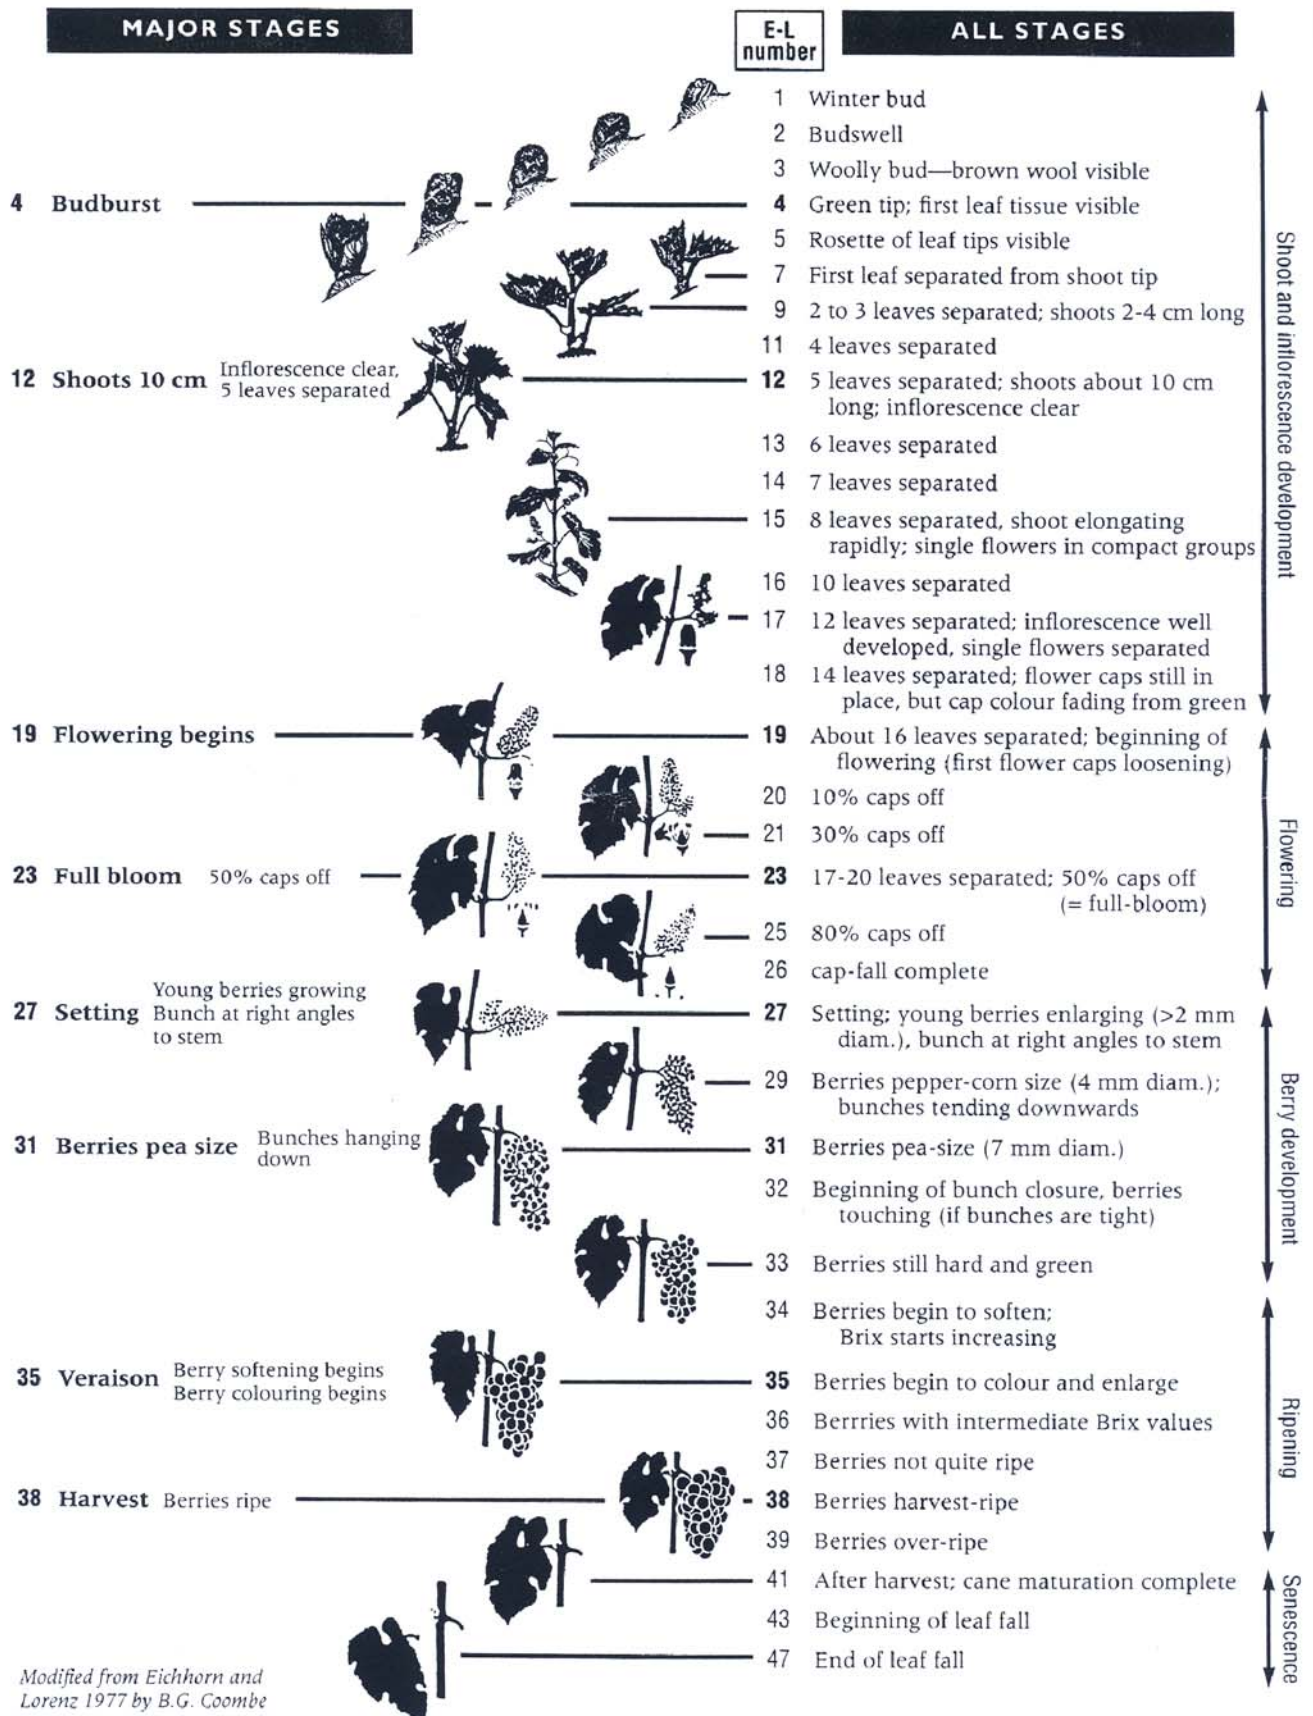 MAJOR STAGES
E-L
number
ALL STAGES
1 Winter bud
2 Budswell
3 Woolly bud—brown wool visible
4 Budburst
4 Green tip; first leaf tissue visible
5 Rosette of leaf tips visible
7 First leaf separated from shoot tip
9 2 to 3 leaves separated; shoots 2-4 cm long
11 4 leaves separated
12 Shoots 10 cm
Inflorescence clear,
5 leaves separated
12 5 leaves separated; shoots about 10 cm
long; inflorescence clear
13 6 leaves separated
14 7 leaves separated
15 8 leaves separated, shoot elongating
rapidly; single flowers in compact groups
16 10 leaves separated
17 12 leaves separated; inflorescence well
developed, single flowers separated
18 14 leaves separated; flower caps still in
place, but cap colour fading from green
Shoot and inflorescence development
19 Flowering begins
19 About 16 leaves separated; beginning of
flowering (first flower caps loosening)
20 10% caps off
21 30% caps off
23 Full bloom 50% caps off
23 17-20 leaves separated; 50% caps off
(= full-bloom)
25 80% caps off
26 cap-fall complete
Flowering
27 Setting
Young berries growing
Bunch at right angles
to stem
27 Setting; young berries enlarging (>2 mm
diam.), bunch at right angles to stem
29 Berries pepper-corn size (4 mm diam.);
bunches tending downwards
31 Berries pea size
Bunches hanging
down
31 Berries pea-size (7 mm diam.)
32 Beginning of bunch closure, berries
touching (if bunches are tight)
33 Berries still hard and green
Berry development
34 Berries begin to soften;
Brix starts increasing
35 Veraison
Berry softening begins
Berry colouring begins
35 Berries begin to colour and enlarge
36 Berrries with intermediate Brix values
37 Berries not quite ripe
38 Harvest Berries ripe
38 Berries harvest-ripe
39 Berries over-ripe
Ripening
41 After harvest; cane maturation complete
43 Beginning of leaf fall
47 End of leaf fall
Senescence
Modified from Eichhorn and
Lorenz 1977 by B.G. Coombe